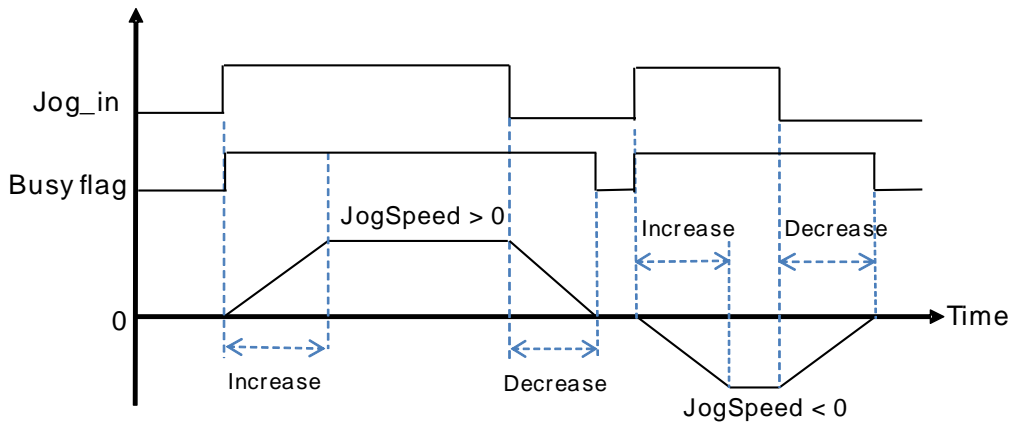 Jog_in
Busy flag
JogSpeed > 0
Increase
Decrease
0
Time
Increase
Decrease
JogSpeed < 0